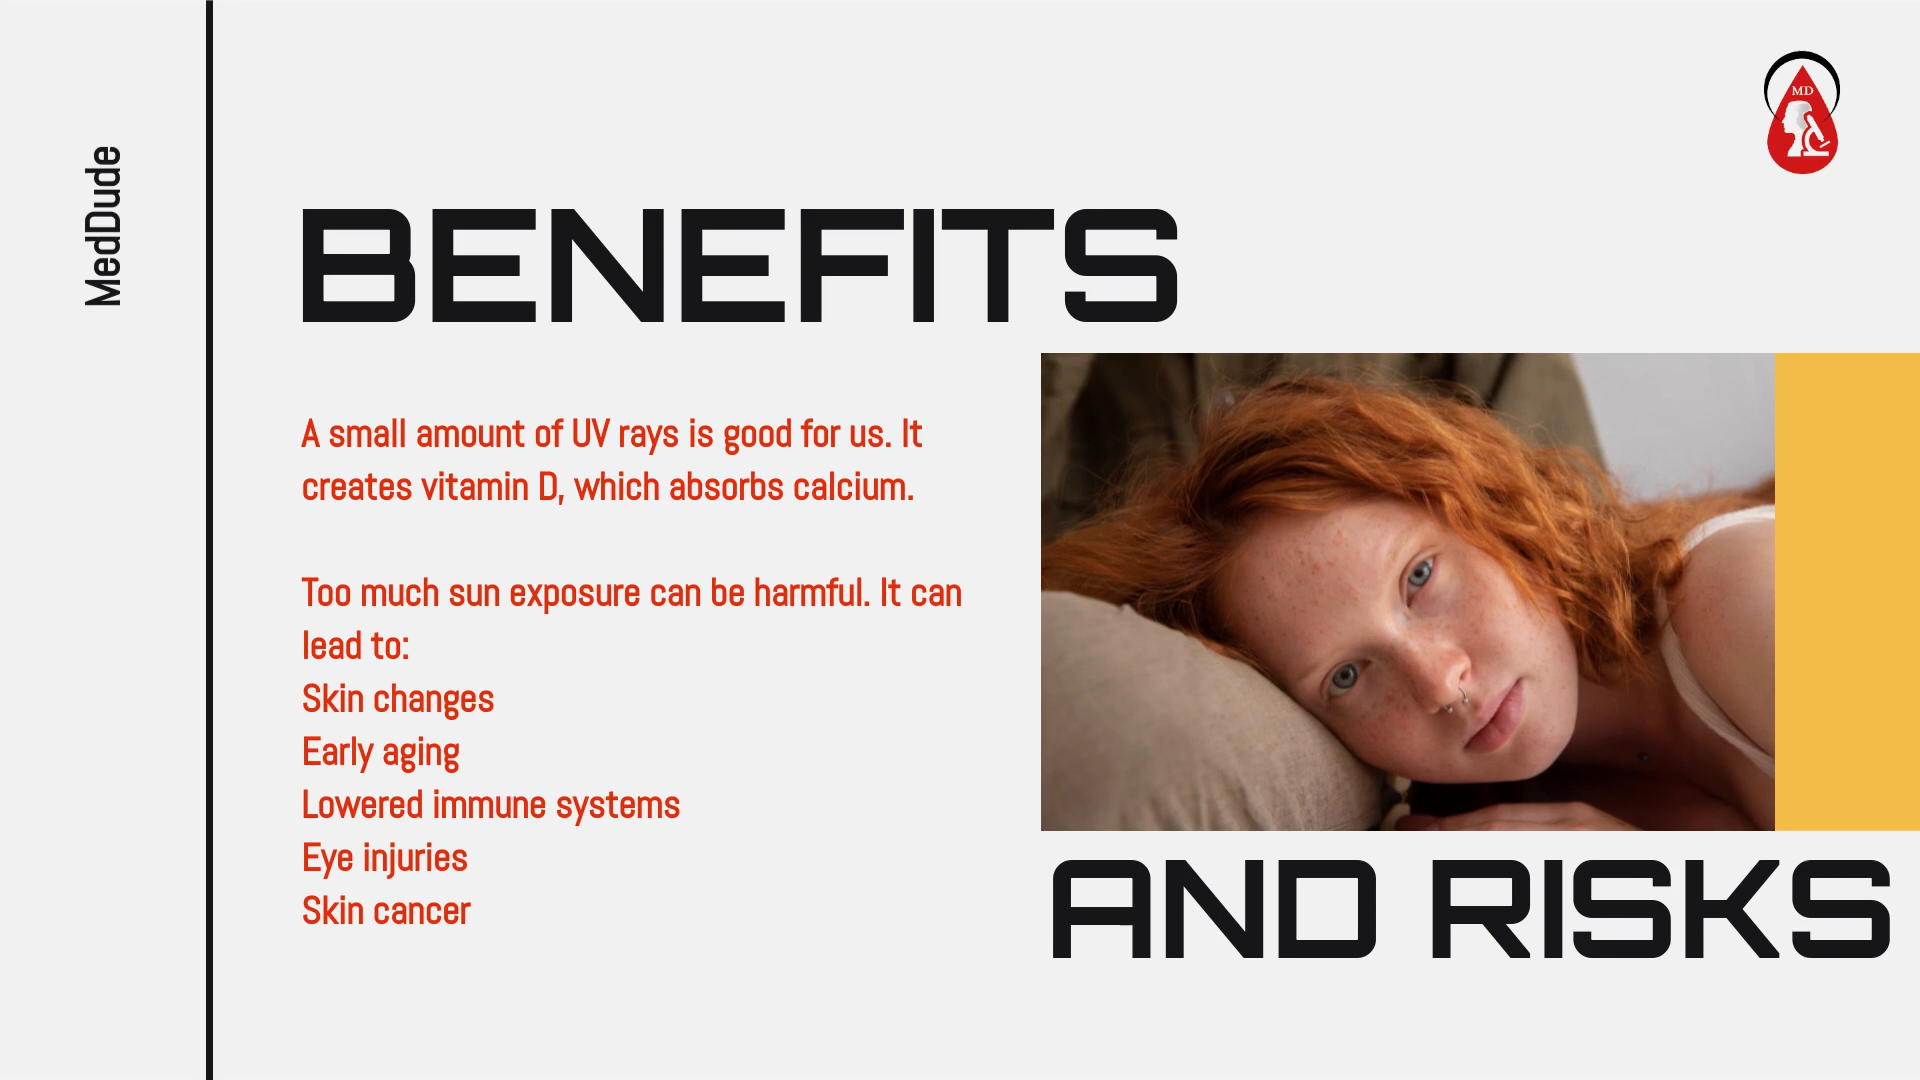 MedDude
MD
BENEFITS
A small amount of UV rays is good for us. It
creates vitamin D, which absorbs calcium.
Too much sun exposure can be harmful. It can
lead to:
Skin changes
Early aging
Lowered immune systems
Eye injuries
Skin cancer
AND RISKS